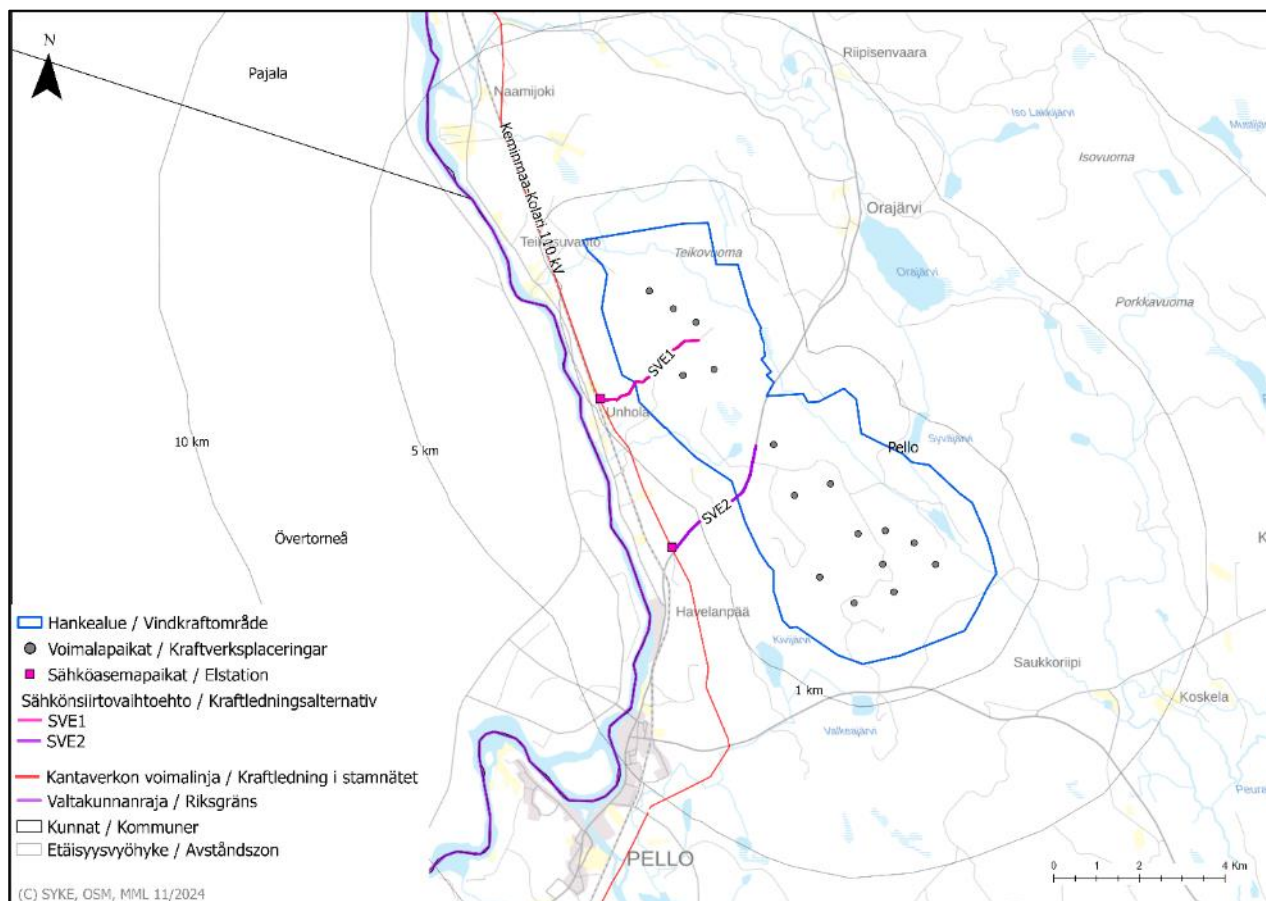 N
Pajala
Riipisenvaara
Naamijoki
Iso Lakkijärvi
Isovuoma
Keminmaa-Kolari 110 kV
Orajärvi
Teikovuoma
Orajärvi
Porkkavuoma
SVE1
Unhola
10 km
5 km
Syväjärvi
Pello
SVE2
Övertorneå
K
Havelanpää
Kivijärvi
Saukkoriipi
1 km
Koskela
Valkeajärvi
PELLO
Hankealue / Vindkraftområde
Voimalapaikat / Kraftverksplaceringar
Sähköasemapaikat / Elstation
Sähkönsiirtovaihtoehto / Kraftledningsalternativ
SVE1
SVE2
Kantaverkon voimalinja / Kraftledning i stamnätet
Valtakunnanraja / Riksgräns
Kunnat / Kommuner
Etäisyysvyöhyke / Avståndszon
0 1 2 4 Km
(C) SYKE, OSM, MML 11/2024